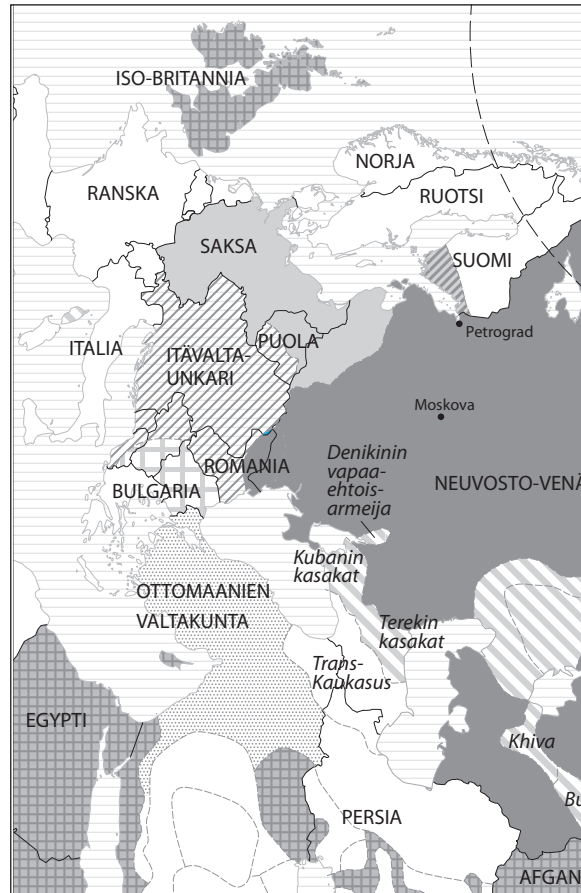 ISO-BRITANNIA
NORJA
RANSKA
RUOTSI
SAKSA
SUOMI
Petrograd
ITALIA
PUOLA
ITÄVALTA-
UNKARI
Moskova
Denikinin
vapaa-
ehtois-
armeija
ROMANIA
NEUVOSTO-VENÄ
BULGARIA
Kubanin
kasakat
OTTOMAANIEN
VALTAKUNTA
Terekin
kasakat
Trans-
Kaukasus
EGYPTI
Khiva
Bu
PERSIA
AFGAN